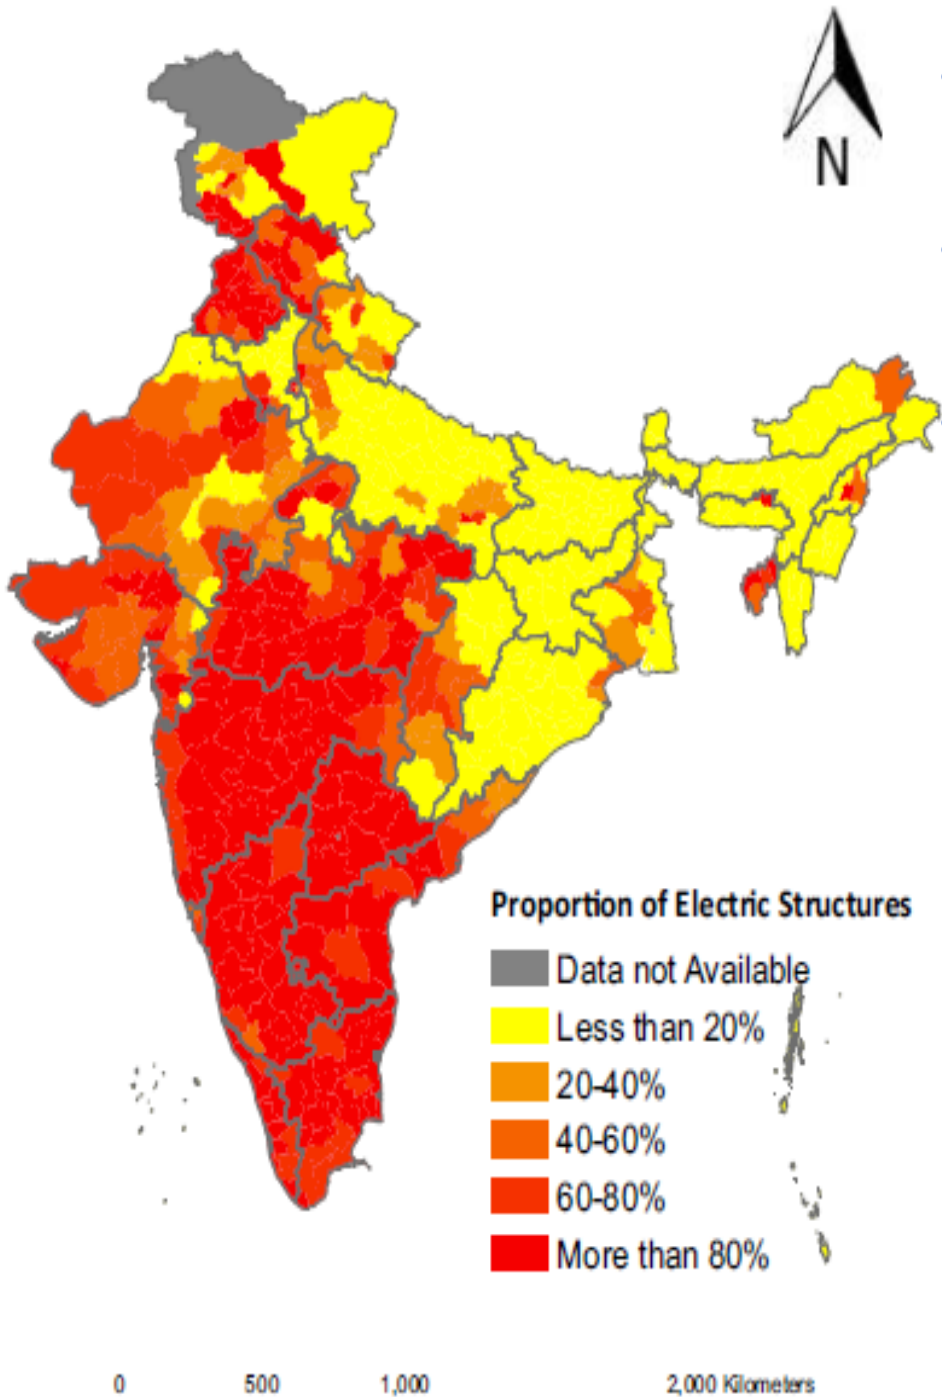 N
Proportion of Electric Structures
Data not Available
Less than 20%
20-40%
40-60%
60-80%
More than 80%
0 500 1,000 2,000 Kilometers